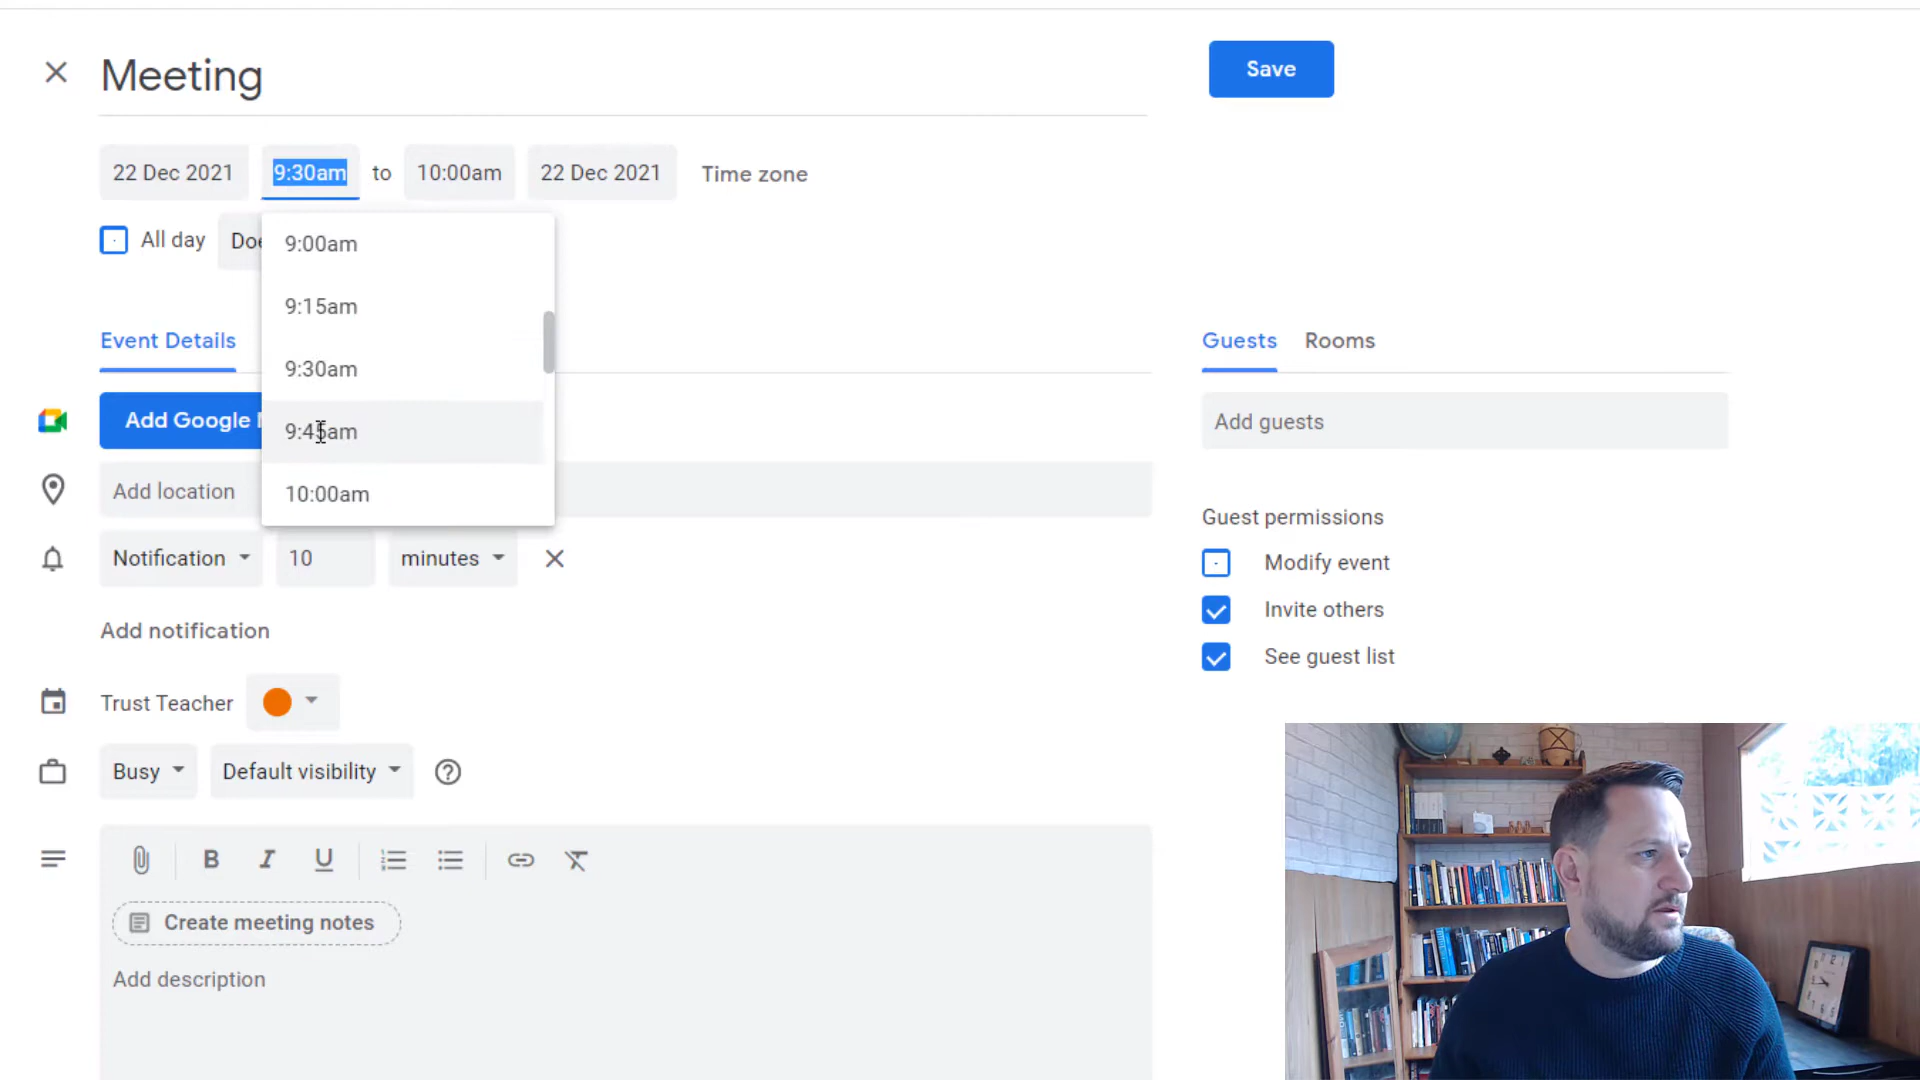 Meeting
Save
22 Dec 2021 9:30am to 10:00am 22 Dec 2021 Time zone
All day Doe
9:00am
9:15am
9:30am
9:45am
10:00am
Event Details
Guests Rooms
Add Google
Add guests
Add location
Guest permissions
Notification 10 minutes
Modify event
Invite others
Add notification
See guest list
Trust Teacher
Busy Default visibility
B I U
Create meeting notes
Add description